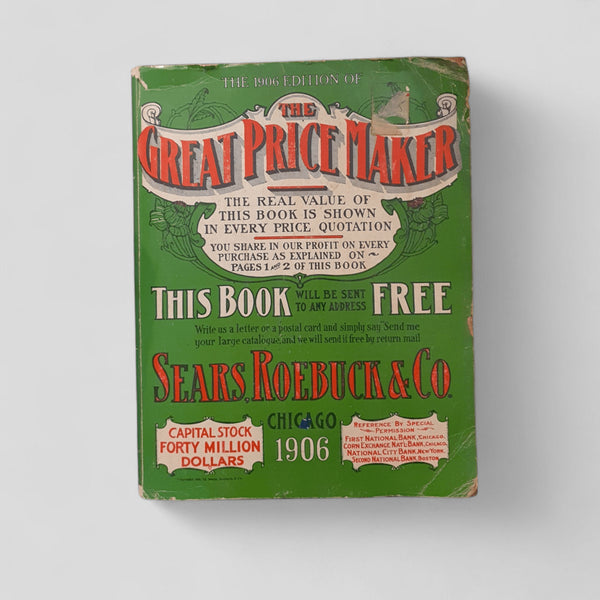 THE 1906 EDITION OF
THE
GREAT PRICE MAKER
THE REAL VALUE OF
THIS BOOK IS SHOWN
IN EVERY PRICE QUOTATION
YOU SHARE IN OUR PROFIT ON EVERY
PURCHASE AS EXPLAINED ON ~
PAGES 1 AND 2 OF THIS BOOK
THIS BOOK WILL BE SENT TO ANY ADDRESS FREE
Write us a letter or a postal card and simply say "Send me
your large catalogue," and we will send it free by return mail
SEARS, ROEBUCK & CO.
CHICAGO
1906
CAPITAL STOCK
FORTY MILLION
DOLLARS
REFERENCE BY SPECIAL
PERMISSION
FIRST NATIONAL BANK, CHICAGO.
CORN EXCHANGE NAT'L BANK, CHICAGO.
NATIONAL CITY BANK, NEW YORK.
SECOND NATIONAL BANK, BOSTON.